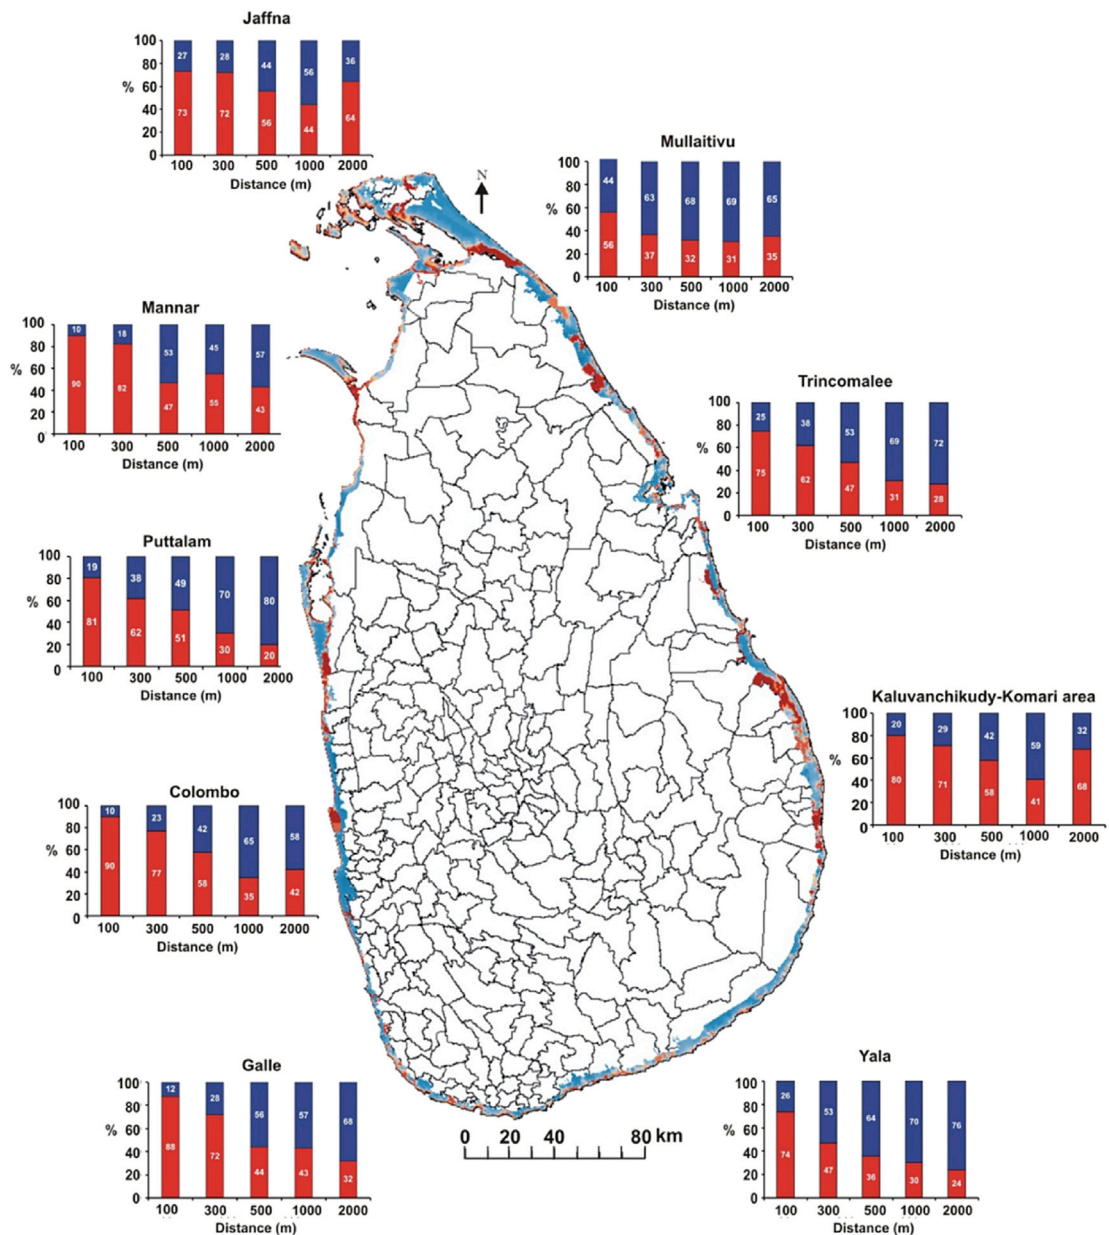 Jaffna
100
80
60
40
20
0
%
27 28 44 56 36
73 72 56 44 64
100 300 500 1000 2000
Distance (m)
Mullaitivu
100
80
60
40
20
0
%
44 63 68 69 65
56 37 32 31 35
100 300 500 1000 2000
Distance (m)
N
Mannar
100
80
60
40
20
0
%
10 18 53 45 57
90 82 47 55 43
100 300 500 1000 2000
Distance (m)
Trincomalee
100
80
60
40
20
0
%
25 38 53 69 72
75 62 47 31 28
100 300 500 1000 2000
Distance (m)
Puttalam
100
80
60
40
20
0
%
19 38 49 70 80
81 62 51 30 20
100 300 500 1000 2000
Distance (m)
Kaluvanchikudy-Komari area
100
80
60
40
20
0
%
20 29 42 59 32
80 71 58 41 68
100 300 500 1000 2000
Distance (m)
Colombo
100
80
60
40
20
0
%
10 23 42 65 58
90 77 58 35 42
100 300 500 1000 2000
Distance (m)
Galle
100
80
60
40
20
0
%
12 28 56 57 68
88 72 44 43 32
100 300 500 1000 2000
Distance (m)
Yala
100
80
60
40
20
0
%
26 53 64 70 76
74 47 36 30 24
100 300 500 1000 2000
Distance (m)
0 20 40 80 km